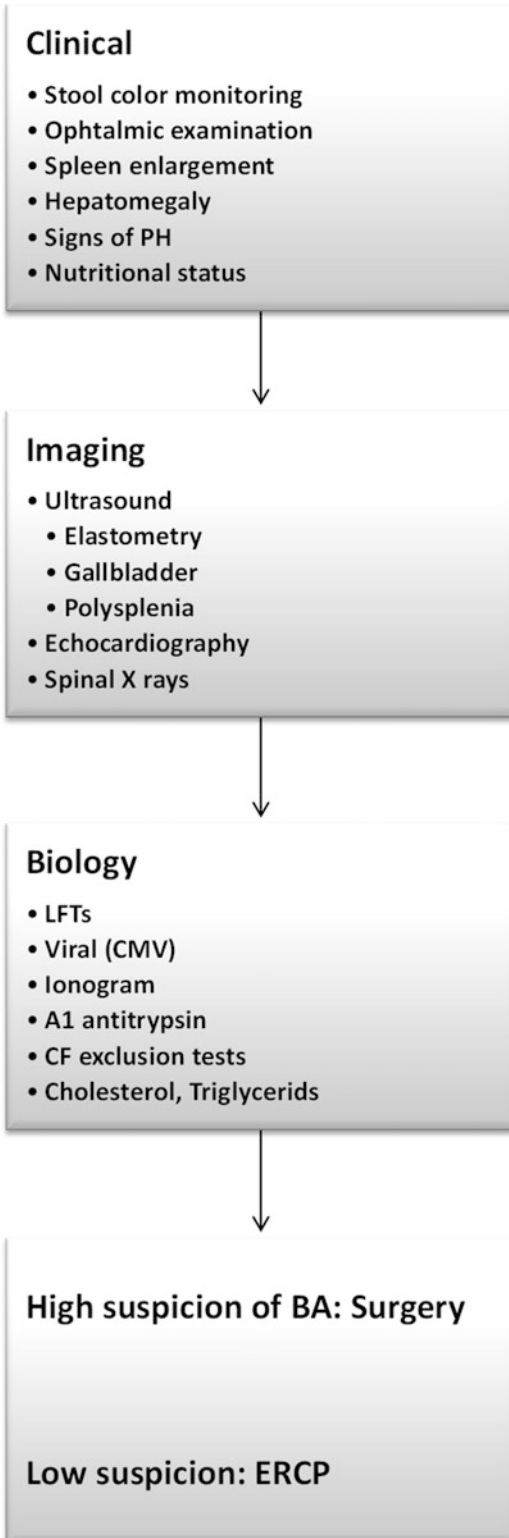 Clinical
• Stool color monitoring
• Ophtalmic examination
• Spleen enlargement
• Hepatomegaly
• Signs of PH
• Nutritional status
Imaging
• Ultrasound
• Elastometry
• Gallbladder
• Polysplenia
• Echocardiography
• Spinal X rays
Biology
• LFTs
• Viral (CMV)
• Ionogram
• A1 antitrypsin
• CF exclusion tests
• Cholesterol, Triglycerids
High suspicion of BA: Surgery
Low suspicion: ERCP